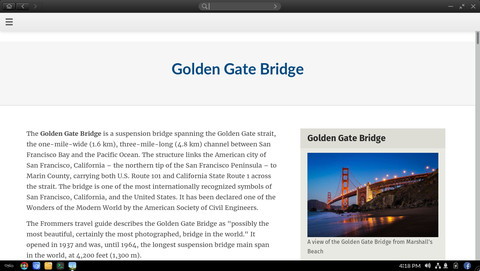 Golden Gate Bridge
The Golden Gate Bridge is a suspension bridge spanning the Golden Gate strait,
the one-mile-wide (1.6 km), three-mile-long (4.8 km) channel between
San Francisco Bay and the Pacific Ocean. The structure links the American city of
San Francisco, California – the northern tip of the San Francisco Peninsula – to
Marin County, carrying both U.S. Route 101 and California State Route 1 across
the strait. The bridge is one of the most internationally recognized symbols of
San Francisco, California, and the United States. It has been declared one of the
Wonders of the Modern World by the American Society of Civil Engineers.
The Frommers travel guide describes the Golden Gate Bridge as "possibly the
most beautiful, certainly the most photographed, bridge in the world." It
opened in 1937 and was, until 1964, the longest suspension bridge main span
in the world, at 4,200 feet (1,300 m).
Golden Gate Bridge
A view of the Golden Gate Bridge from Marshall's
Beach
4:18 PM